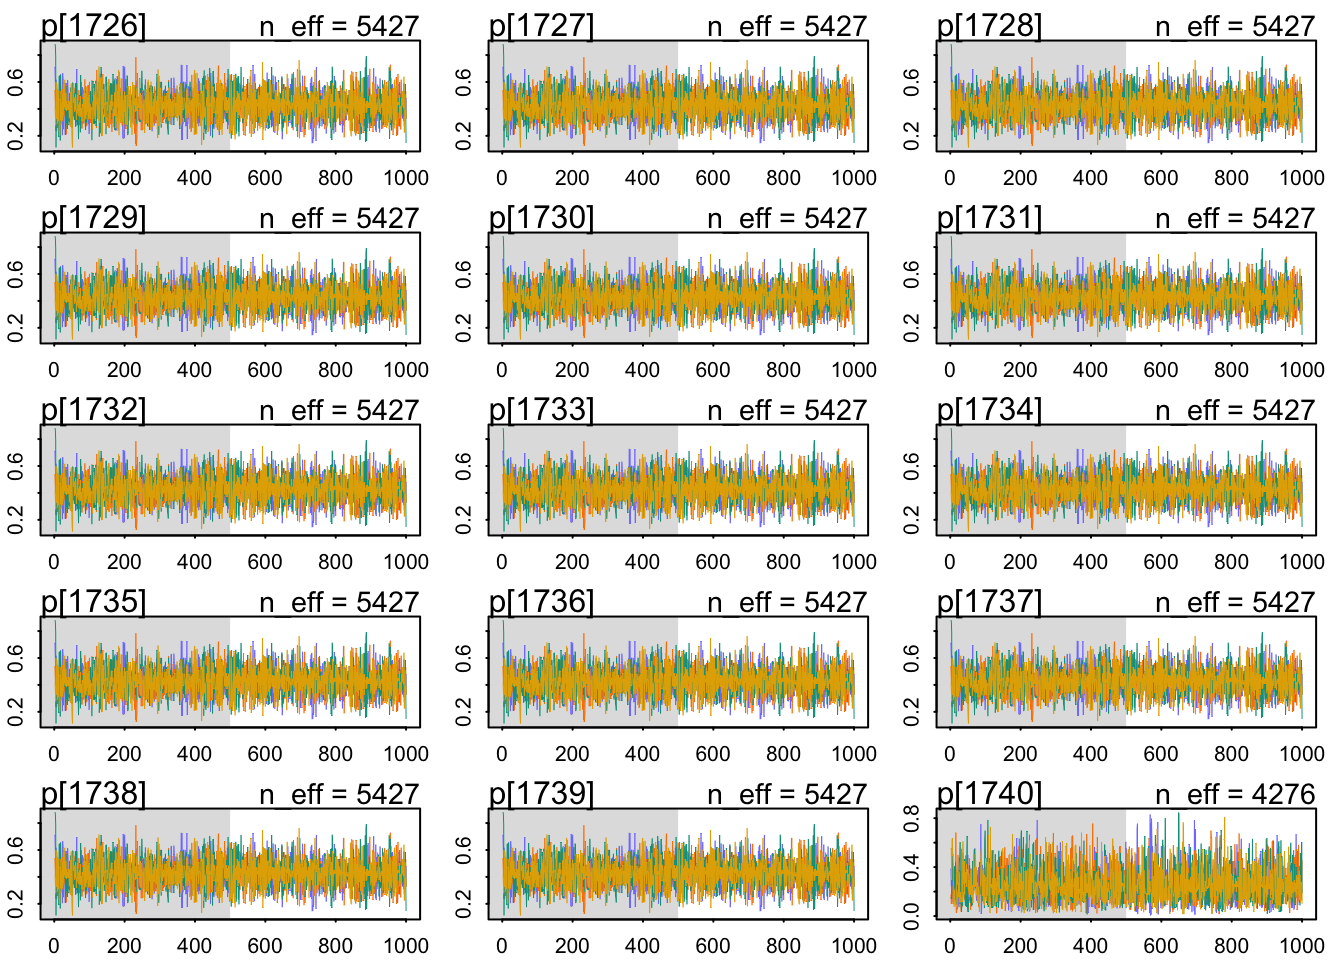 p[1726] n_eff = 5427 p[1727] n_eff = 5427 p[1728] n_eff = 5427
0.2 0.6 0.2 0.6 0.2 0.6
0 200 400 600 800 1000 0 200 400 600 800 1000 0 200 400 600 800 1000
p[1729] n_eff = 5427 p[1730] n_eff = 5427 p[1731] n_eff = 5427
0.2 0.6 0.2 0.6 0.2 0.6
0 200 400 600 800 1000 0 200 400 600 800 1000 0 200 400 600 800 1000
p[1732] n_eff = 5427 p[1733] n_eff = 5427 p[1734] n_eff = 5427
0.2 0.6 0.2 0.6 0.2 0.6
0 200 400 600 800 1000 0 200 400 600 800 1000 0 200 400 600 800 1000
p[1735] n_eff = 5427 p[1736] n_eff = 5427 p[1737] n_eff = 5427
0.2 0.6 0.2 0.6 0.2 0.6
0 200 400 600 800 1000 0 200 400 600 800 1000 0 200 400 600 800 1000
p[1738] n_eff = 5427 p[1739] n_eff = 5427 p[1740] n_eff = 4276
0.2 0.6 0.2 0.6 0.0 0.4 0.8
0 200 400 600 800 1000 0 200 400 600 800 1000 0 200 400 600 800 1000